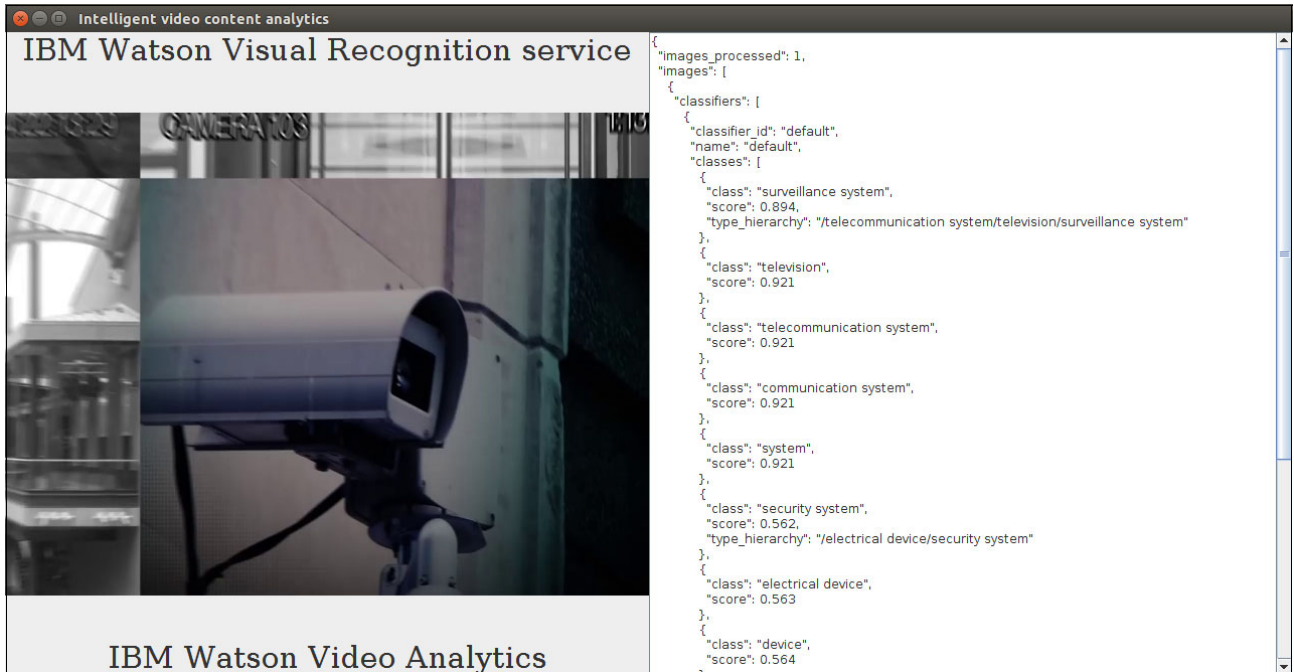 Intelligent video content analytics
IBM Watson Visual Recognition service
CAMERA 103
IBM Watson Video Analytics
{
"images_processed": 1,
"images": [
{
"classifiers": [
{
"classifier_id": "default",
"name": "default",
"classes": [
{
"class": "surveillance system",
"score": 0.894,
"type_hierarchy": "/telecommunication system/television/surveillance system"
},
{
"class": "television",
"score": 0.921
},
{
"class": "telecommunication system",
"score": 0.921
},
{
"class": "communication system",
"score": 0.921
},
{
"class": "system",
"score": 0.921
},
{
"class": "security system",
"score": 0.562,
"type_hierarchy": "/electrical device/security system"
},
{
"class": "electrical device",
"score": 0.563
},
{
"class": "device",
"score": 0.564